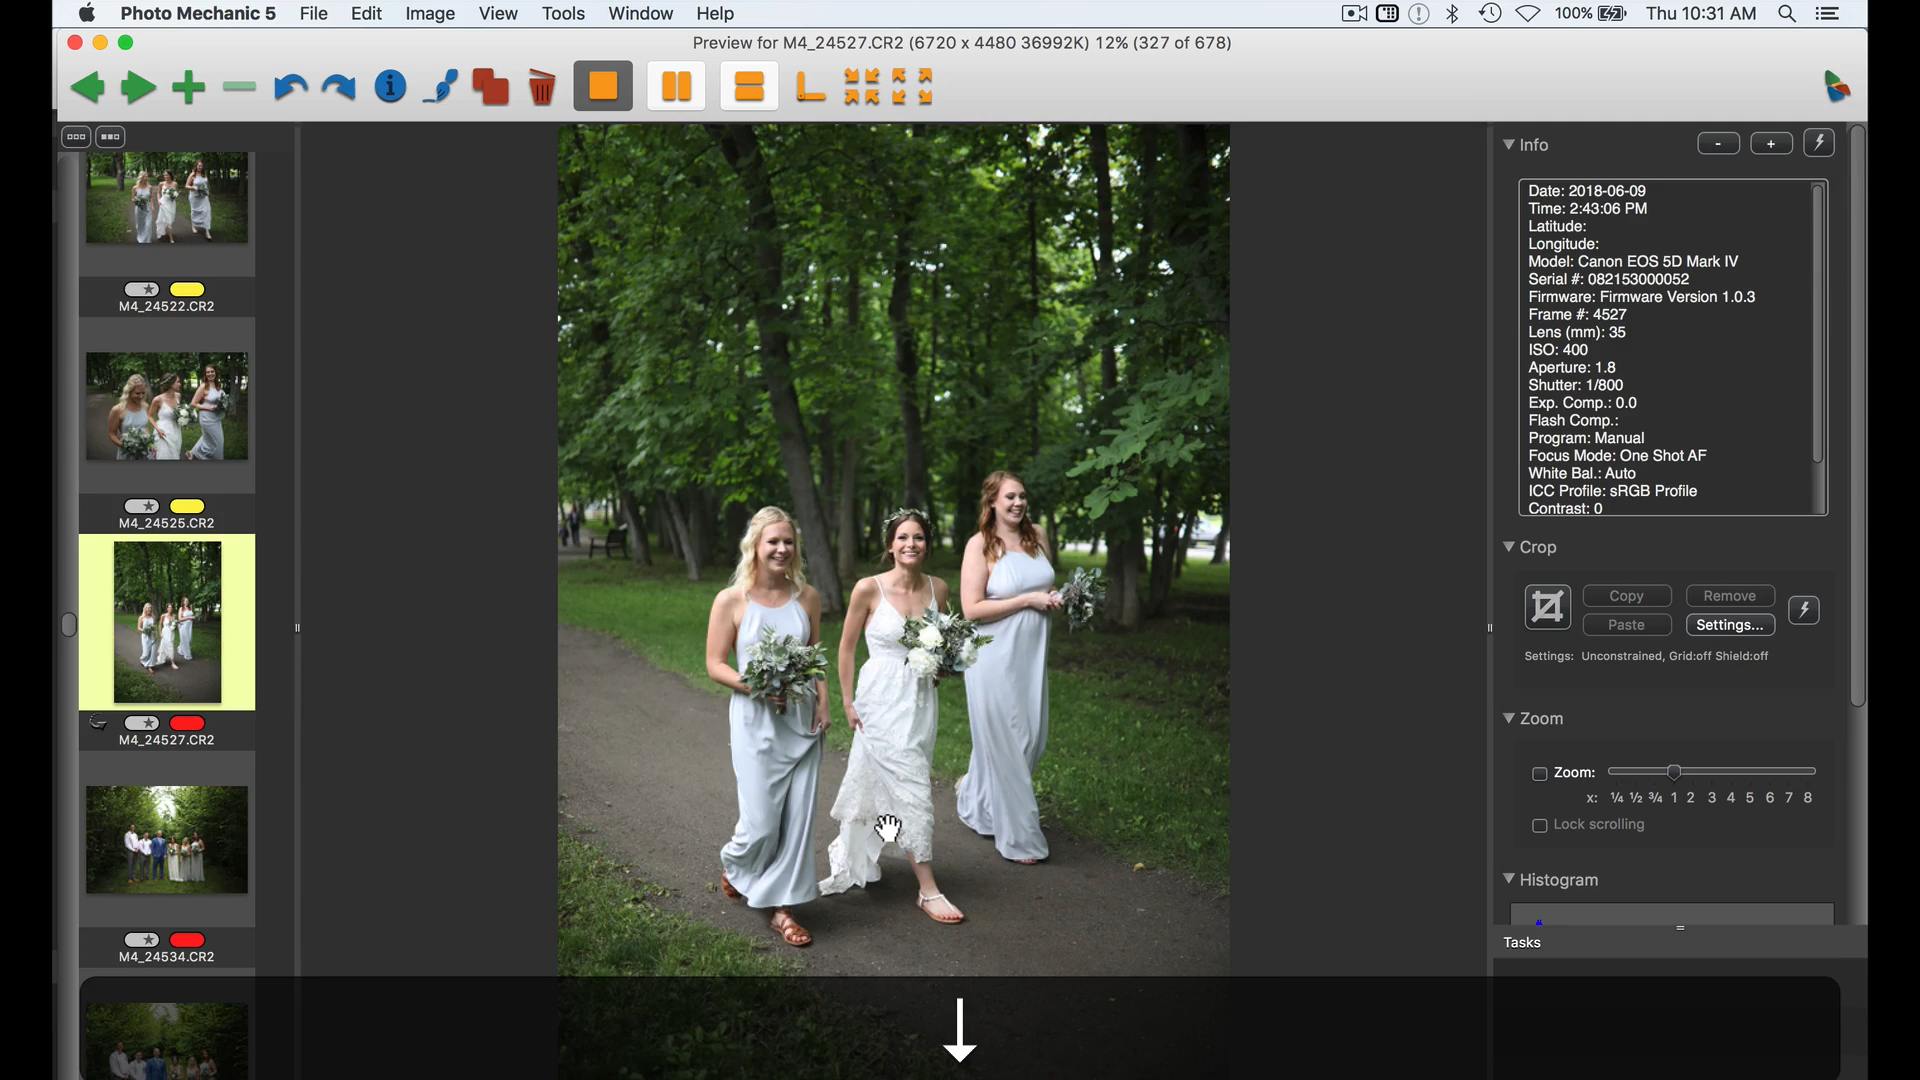 Photo Mechanic 5 File Edit Image View Tools Window Help 100% Thu 10:31 AM
Preview for M4_24527.CR2 (6720 x 4480 36992K) 12% (327 of 678)
M4_24522.CR2
M4_24525.CR2
M4_24527.CR2
M4_24534.CR2
Info - +
Date: 2018-06-09
Time: 2:43:06 PM
Latitude:
Longitude:
Model: Canon EOS 5D Mark IV
Serial #: 082153000052
Firmware: Firmware Version 1.0.3
Frame #: 4527
Lens (mm): 35
ISO: 400
Aperture: 1.8
Shutter: 1/800
Exp. Comp.: 0.0
Flash Comp.:
Program: Manual
Focus Mode: One Shot AF
White Bal.: Auto
ICC Profile: sRGB Profile
Contrast: 0
Crop
Copy Remove
Paste Settings...
Settings: Unconstrained, Grid:off Shield:off
Zoom
Zoom:
x: ¼ ½ ¾ 1 2 3 4 5 6 7 8
Lock scrolling
Histogram
Tasks